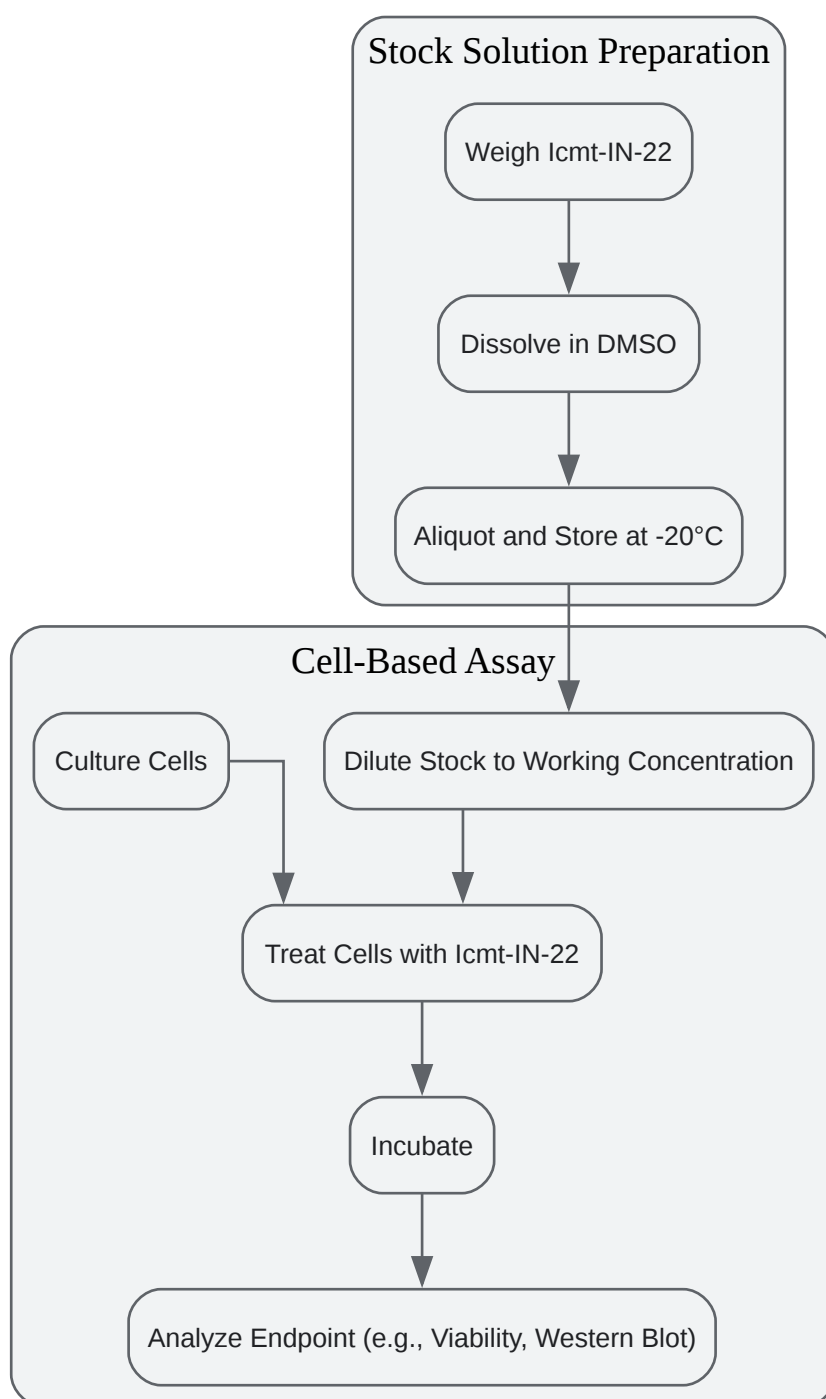 Stock Solution Preparation
Weigh Icmt-IN-22
Dissolve in DMSO
Aliquot and Store at -20°C
Cell-Based Assay
Culture Cells
Dilute Stock to Working Concentration
Treat Cells with Icmt-IN-22
Incubate
Analyze Endpoint (e.g., Viability, Western Blot)